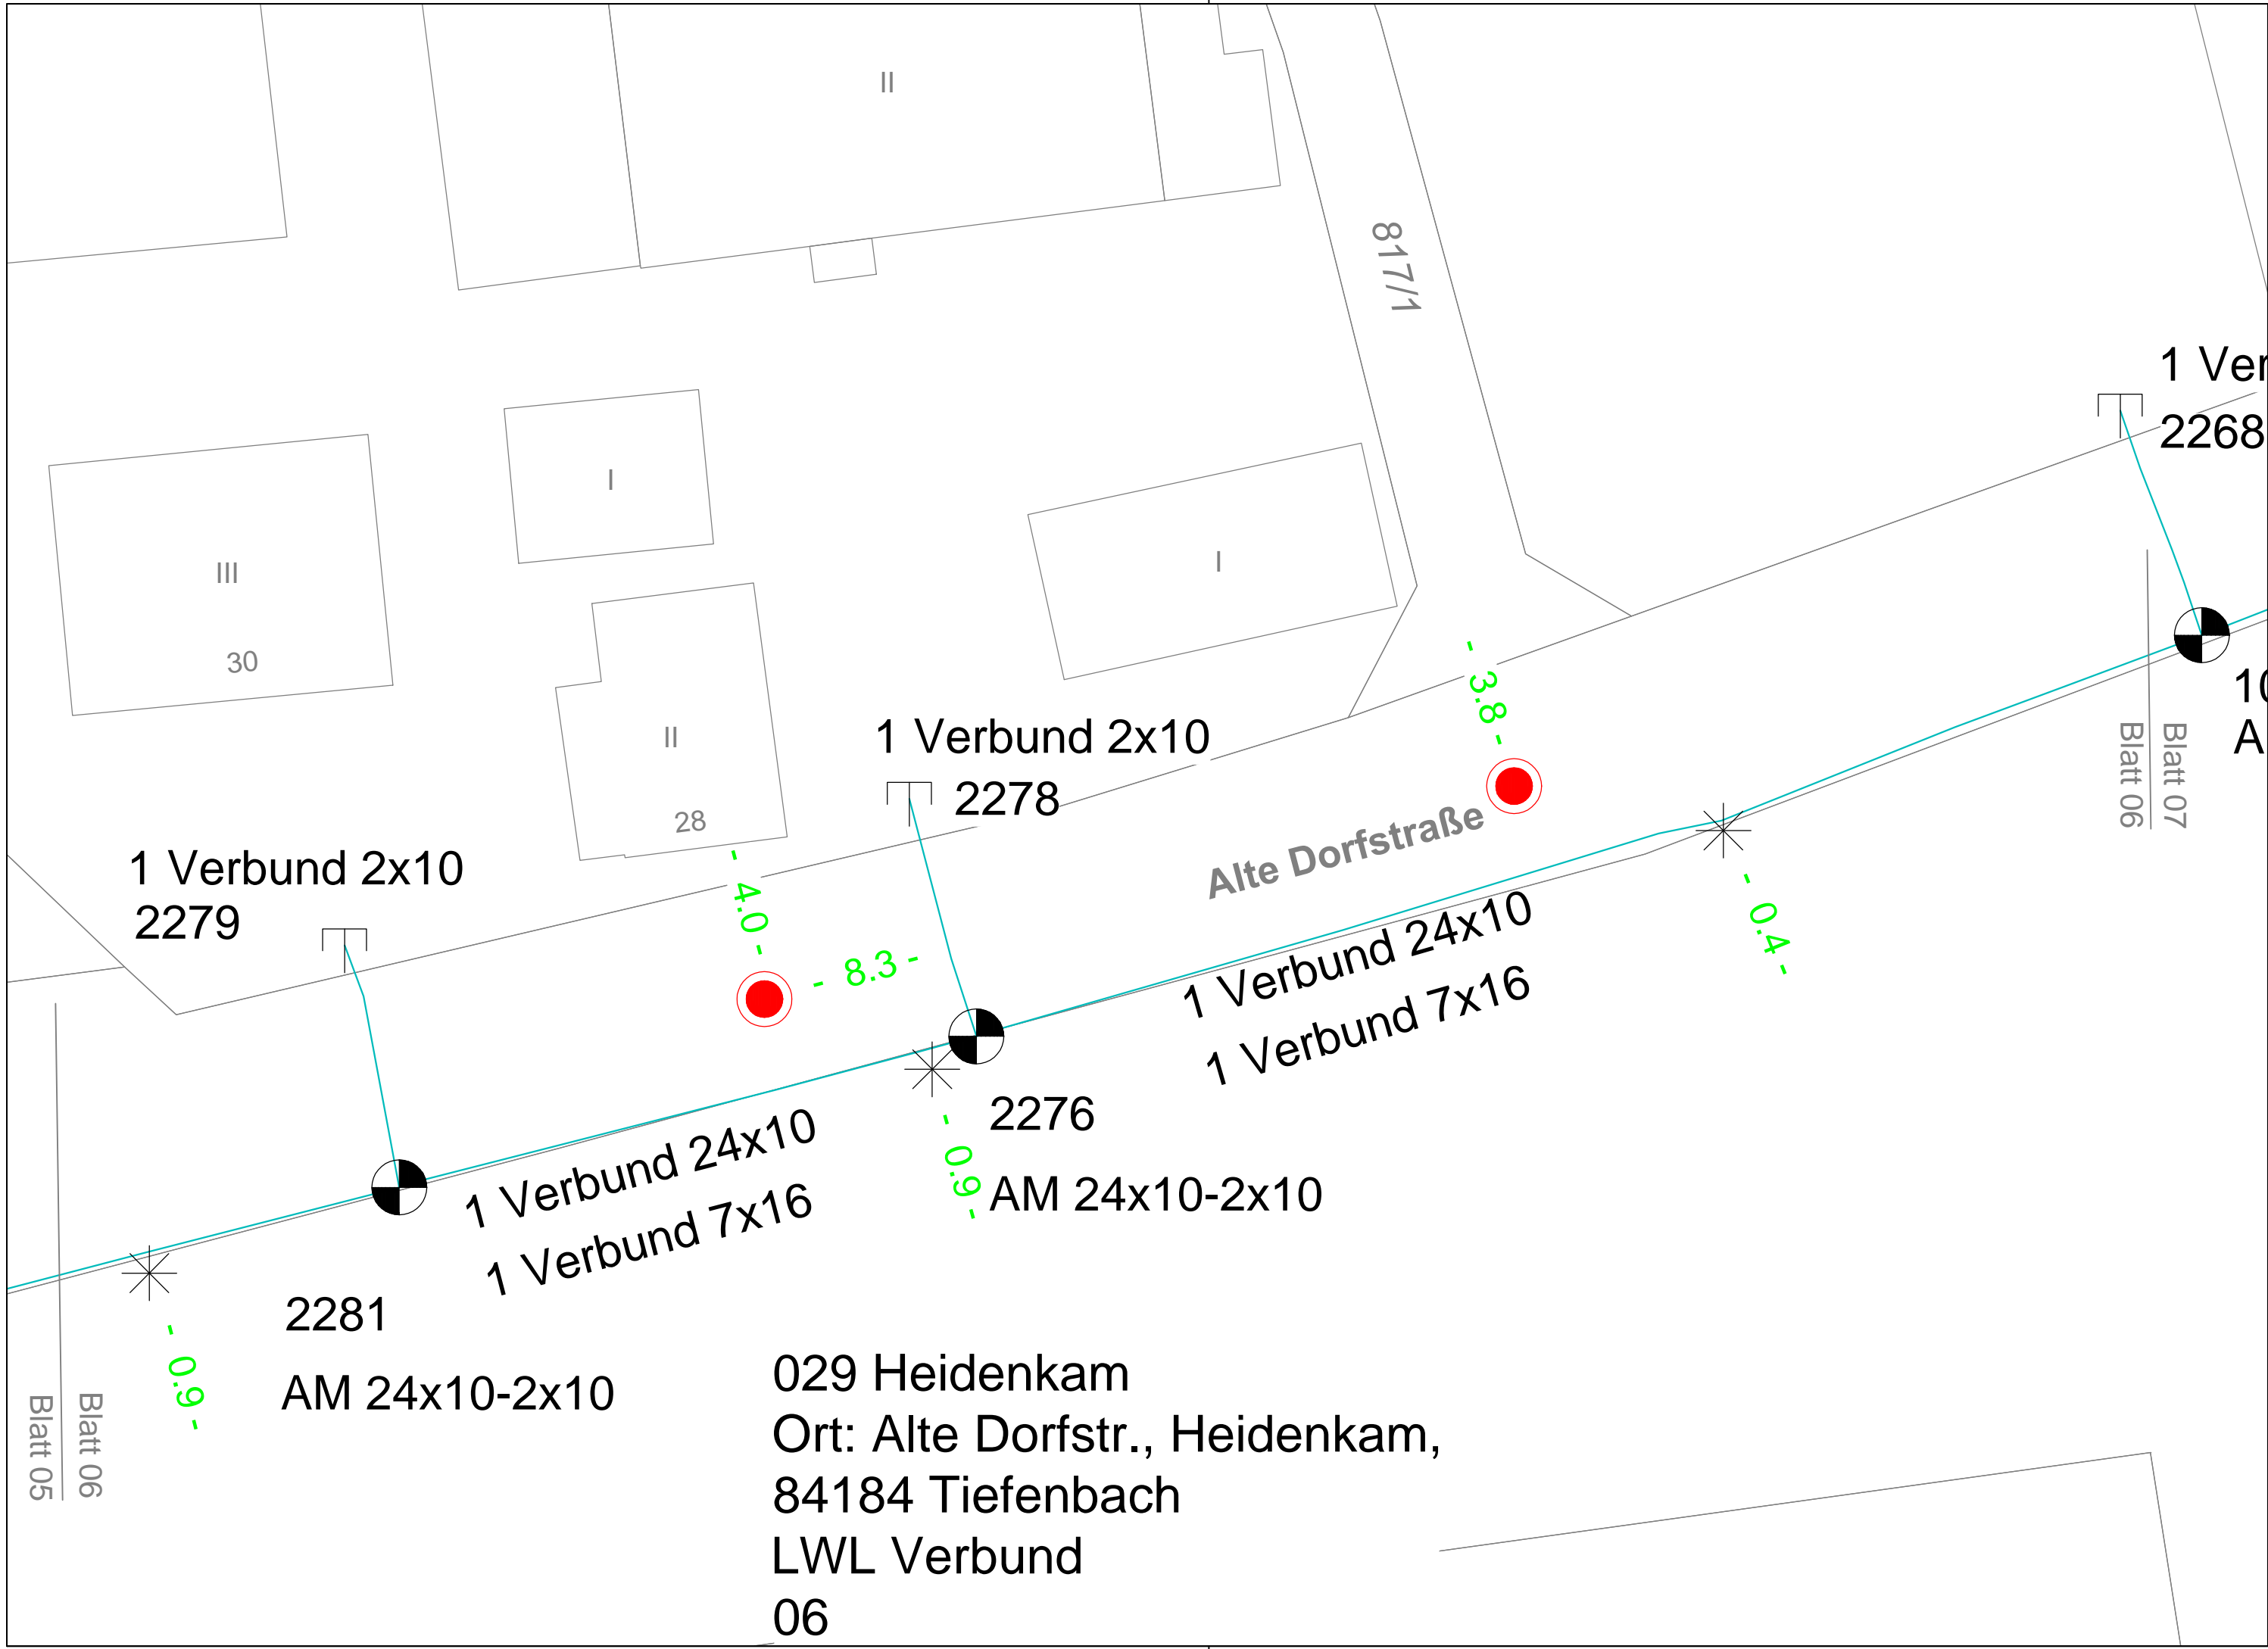 II
817/1
1 Ver
2268
I
III
30
I
II
28
1 Verbund 2x10
2278
- 3.8 -
10
A
Blatt 07
Blatt 06
Alte Dorfstraße
1 Verbund 2x10
2279
- 4.0 -
- 8.3 -
- 0.4 -
1 Verbund 24x10
1 Verbund 7x16
2276
AM 24x10-2x10
- 0.9 -
1 Verbund 24x10
1 Verbund 7x16
2281
AM 24x10-2x10
- 0.9 -
Blatt 06
Blatt 05
029 Heidenkam
Ort: Alte Dorfstr., Heidenkam,
84184 Tiefenbach
LWL Verbund
06